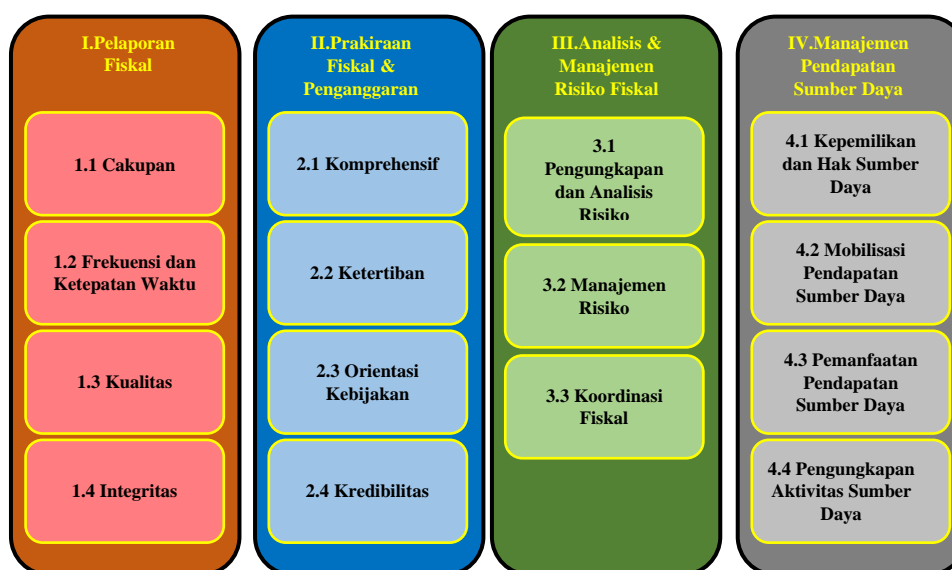 I.Pelaporan
Fiskal
1.1 Cakupan
1.2 Frekuensi dan
Ketepatan Waktu
1.3 Kualitas
1.4 Integritas
II.Prakiraan
Fiskal &
Penganggaran
2.1 Komprehensif
2.2 Ketertiban
2.3 Orientasi
Kebijakan
2.4 Kredibilitas
III.Analisis &
Manajemen
Risiko Fiskal
3.1
Pengungkapan
dan Analisis
Risiko
3.2 Manajemen
Risiko
3.3 Koordinasi
Fiskal
IV.Manajemen
Pendapatan
Sumber Daya
4.1 Kepemilikan
dan Hak Sumber
Daya
4.2 Mobilisasi
Pendapatan
Sumber Daya
4.3 Pemanfaatan
Pendapatan
Sumber Daya
4.4 Pengungkapan
Aktivitas Sumber
Daya